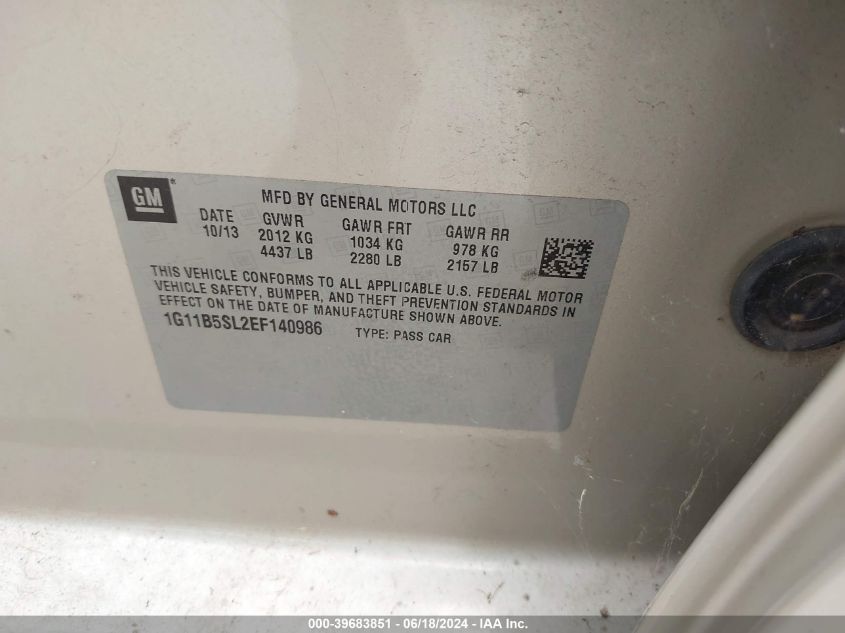 GM
MFD BY GENERAL MOTORS LLC
DATE GVWR GAWR FRT GAWR RR
10/13 2012 KG 1034 KG 978 KG
4437 LB 2280 LB 2157 LB
THIS VEHICLE CONFORMS TO ALL APPLICABLE U.S. FEDERAL MOTOR
VEHICLE SAFETY, BUMPER, AND THEFT PREVENTION STANDARDS IN
EFFECT ON THE DATE OF MANUFACTURE SHOWN ABOVE.
1G11B5SL2EF140986 TYPE: PASS CAR
000-39683851 - 06/18/2024 - IAA Inc.